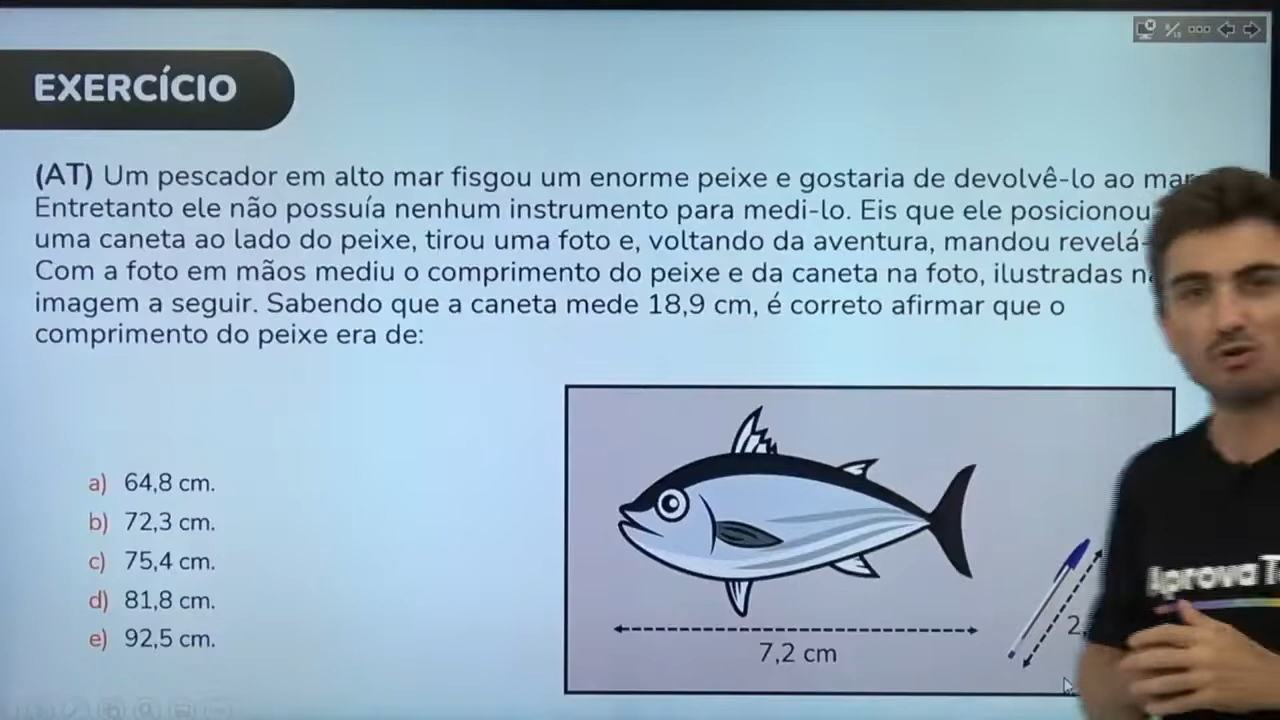 EXERCÍCIO
(AT) Um pescador em alto mar fisgou um enorme peixe e gostaria de devolvê-lo ao mar
Entretanto ele não possuía nenhum instrumento para medi-lo. Eis que ele posicionou
uma caneta ao lado do peixe, tirou uma foto e, voltando da aventura, mandou revelá-
Com a foto em mãos mediu o comprimento do peixe e da caneta na foto, ilustradas
imagem a seguir. Sabendo que a caneta mede 18,9 cm, é correto afirmar que o
comprimento do peixe era de:
a) 64,8 cm.
b) 72,3 cm.
c) 75,4 cm.
d) 81,8 cm.
e) 92,5 cm.
7,2 cm
2,
Aprova T